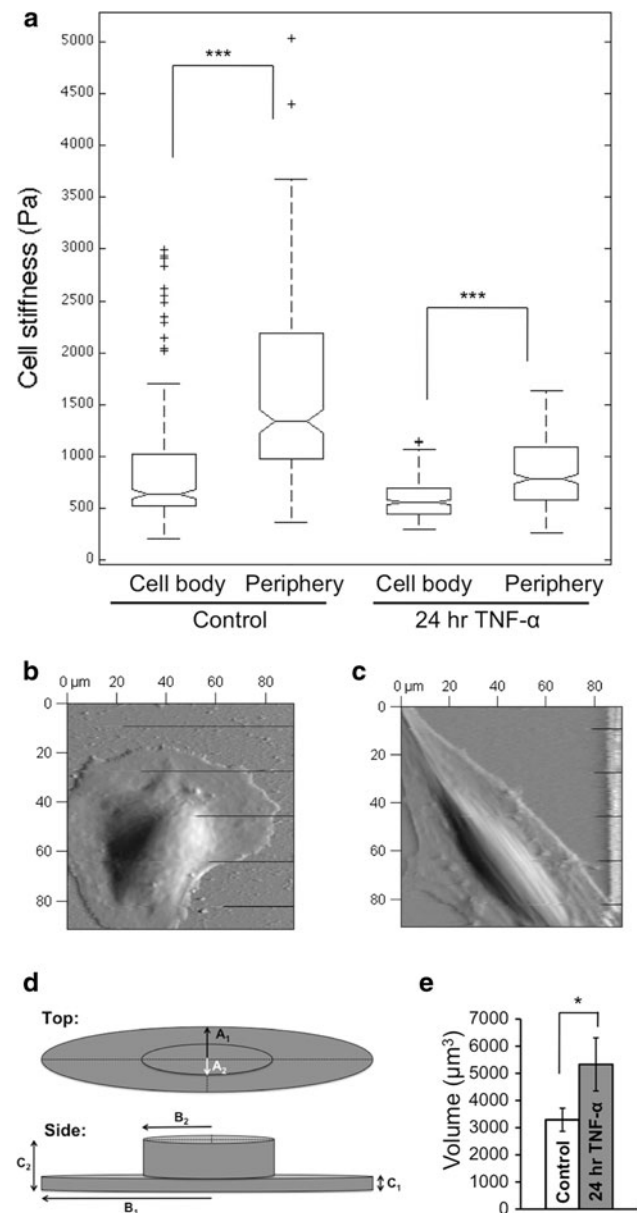 a
Cell stiffness (Pa)
5000
4500
4000
3500
3000
2500
2000
1500
1000
500
0
***
***
Cell body Periphery Cell body Periphery
Control 24 hr TNF-α
b
0 µm 20 40 60 80
0
20
40
60
80
c
0 µm 20 40 60 80
0
20
40
60
80
d
Top:
A₁
A₂
Side:
B₂
C₂
C₁
B₁
e
Volume (µm³)
7000
6000
5000
4000
3000
2000
1000
0
*
Control
24 hr TNF-α